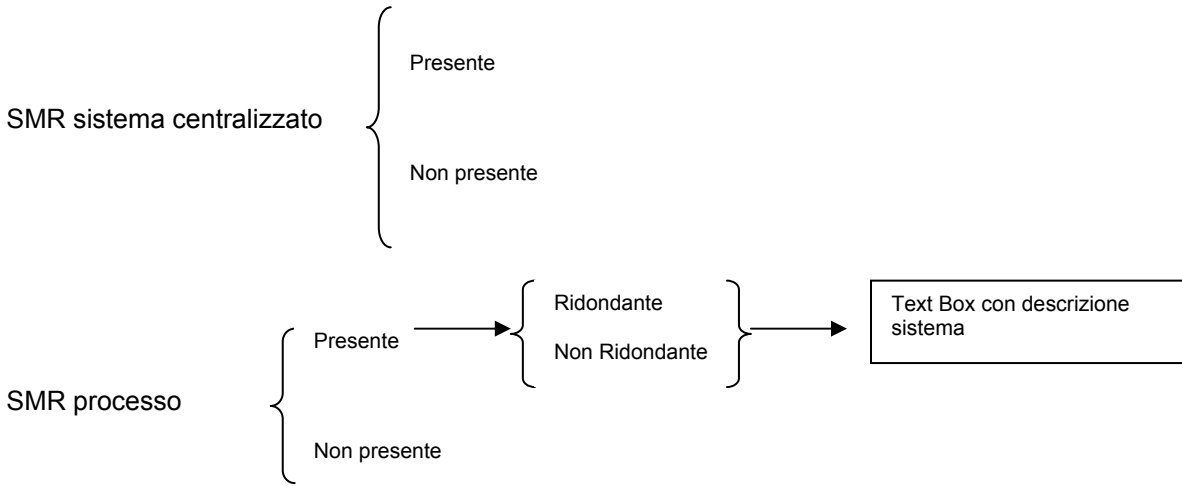 Presente
SMR sistema centralizzato
Non presente
Ridondante
Text Box con descrizione
sistema
Presente
Non Ridondante
SMR processo
Non presente